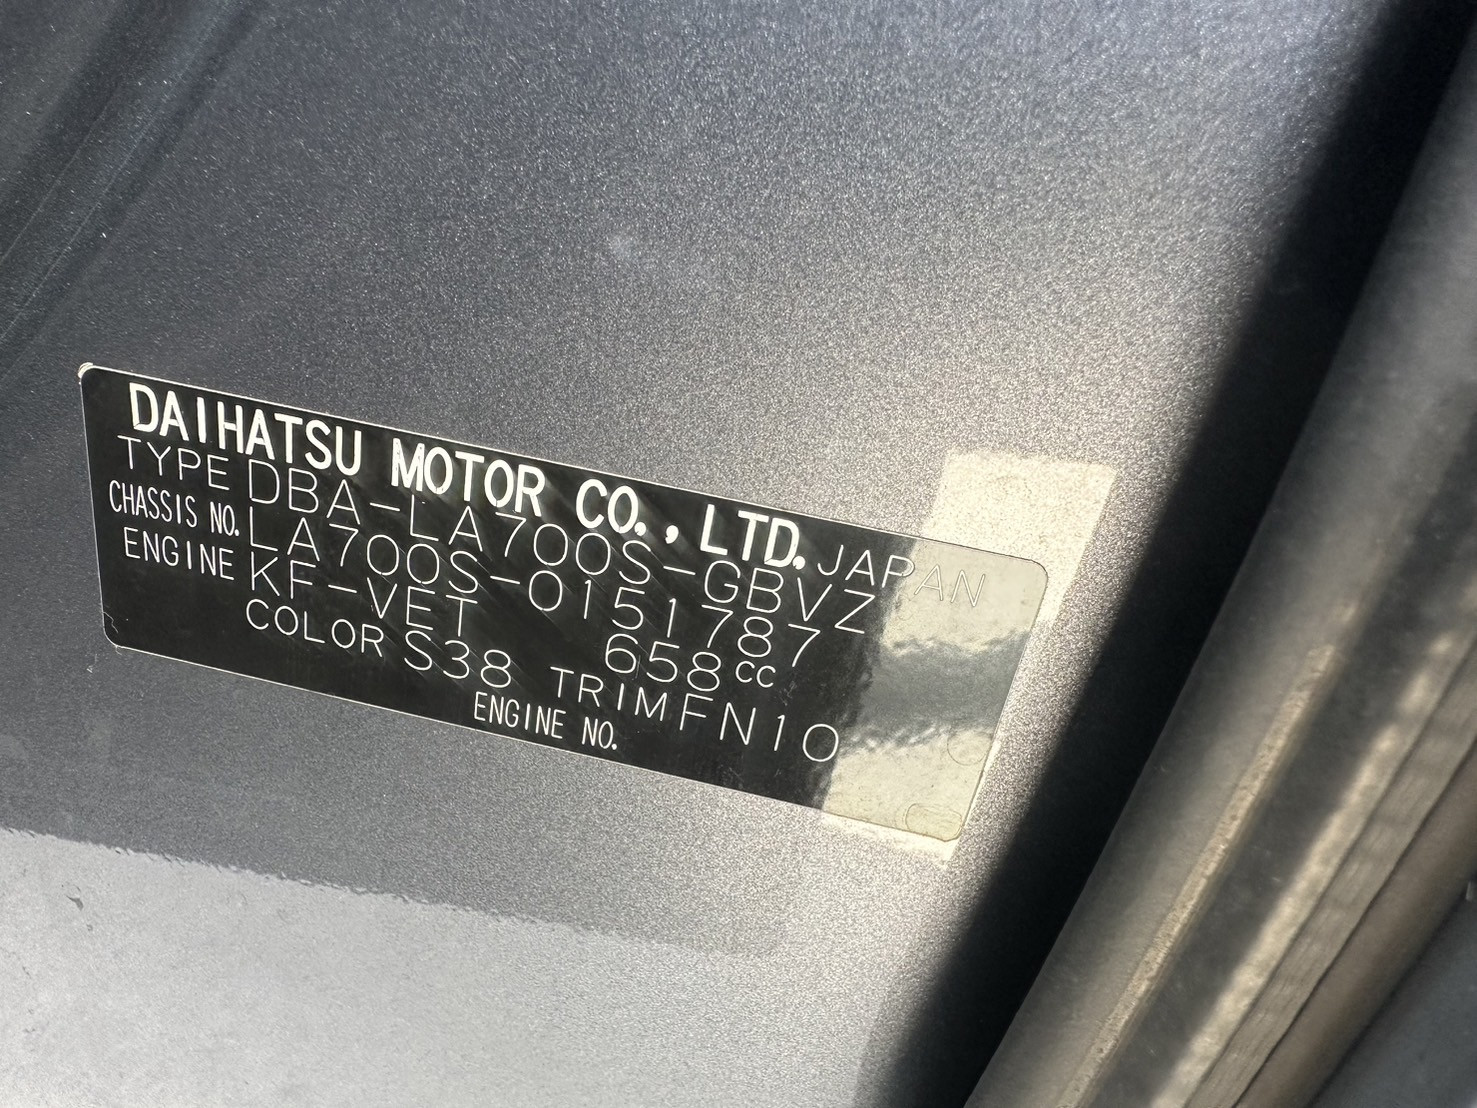 DAIHATSU MOTOR CO., LTD. JAPAN
TYPE DBA-LA700S-GBVZ
CHASSIS NO. LA700S-0151787
ENGINE KF-VET 658CC
COLOR S38 TRIM FN10
ENGINE NO.